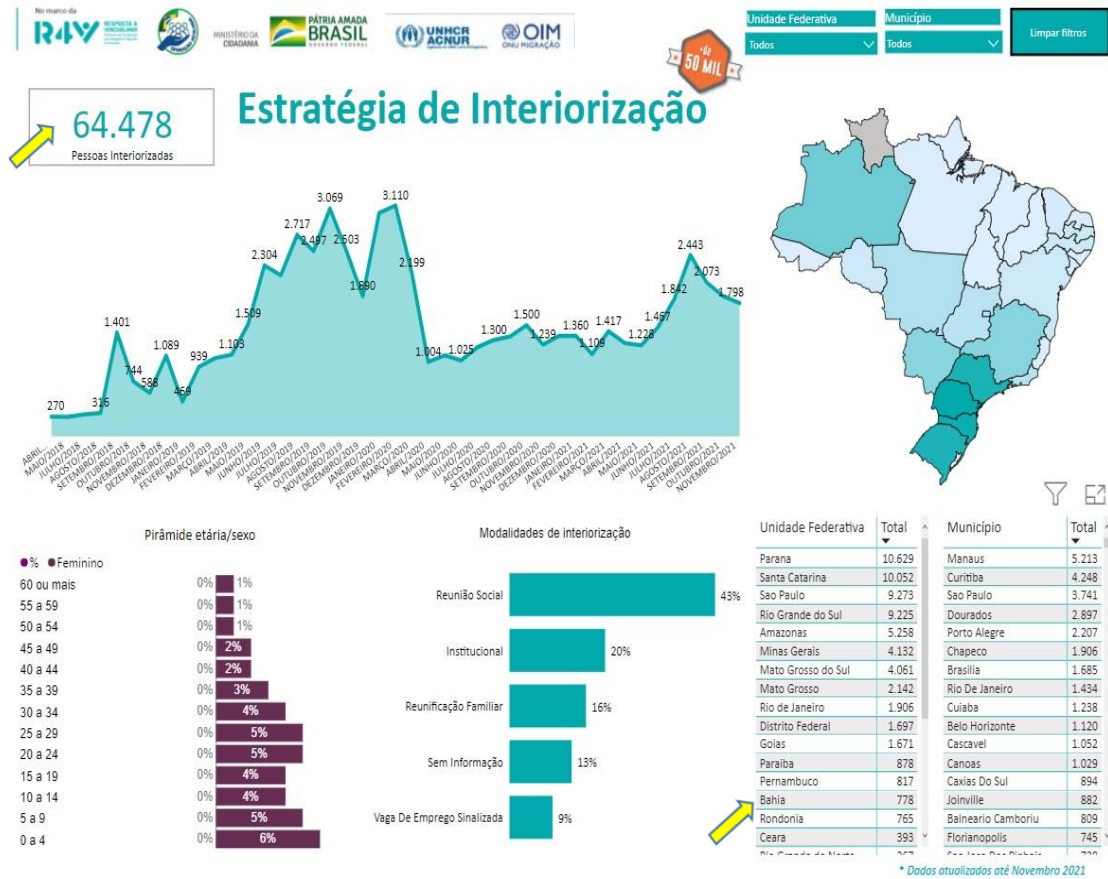 No marco da
R4V RESPOSTA A VENEZUELANOS
MINISTÉRIO DA CIDADANIA
PÁTRIA AMADA
BRASIL
GOVERNO FEDERAL
UNHCR
ACNUR
OIM
ONU MIGRAÇÃO
+de
50 MIL
Unidade Federativa
Todos
Município
Todos
Limpar filtros
64.478
Pessoas Interiorizadas
Estratégia de Interiorização
270
316
1.401
744
588
1.089
469
939
1.103
1.509
2.304
2.717
2.497
3.069
2.503
1.890
3.110
2.199
1.004
1.025
1.300
1.500
1.239
1.360
1.109
1.417
1.228
1.467
1.842
2.443
2.073
1.798
ABRIL...
MAIO/2018
JULHO/2018
AGOSTO/2018
SETEMBRO/2018
OUTUBRO/2018
NOVEMBRO/2018
DEZEMBRO/2018
JANEIRO/2019
FEVEREIRO/2019
MARÇO/2019
ABRIL/2019
MAIO/2019
JUNHO/2019
JULHO/2019
AGOSTO/2019
SETEMBRO/2019
OUTUBRO/2019
NOVEMBRO/2019
DEZEMBRO/2019
JANEIRO/2020
FEVEREIRO/2020
MARÇO/2020
ABRIL/2020
MAIO/2020
JUNHO/2020
JULHO/2020
AGOSTO/2020
SETEMBRO/2020
OUTUBRO/2020
NOVEMBRO/2020
DEZEMBRO/2020
JANEIRO/2021
FEVEREIRO/2021
MARÇO/2021
ABRIL/2021
MAIO/2021
JUNHO/2021
JULHO/2021
AGOSTO/2021
SETEMBRO/2021
OUTUBRO/2021
NOVEMBRO/2021
Pirâmide etária/sexo
% Feminino
60 ou mais 0% 1%
55 a 59 0% 1%
50 a 54 0% 1%
45 a 49 0% 2%
40 a 44 0% 2%
35 a 39 0% 3%
30 a 34 0% 4%
25 a 29 0% 5%
20 a 24 0% 5%
15 a 19 0% 4%
10 a 14 0% 4%
5 a 9 0% 5%
0 a 4 0% 6%
Modalidades de interiorização
Reunião Social 43%
Institucional 20%
Reunificação Familiar 16%
Sem Informação 13%
Vaga De Emprego Sinalizada 9%
Unidade Federativa Total
Parana 10.629
Santa Catarina 10.052
Sao Paulo 9.273
Rio Grande do Sul 9.225
Amazonas 5.258
Minas Gerais 4.132
Mato Grosso do Sul 4.061
Mato Grosso 2.142
Rio de Janeiro 1.906
Distrito Federal 1.697
Goias 1.671
Paraiba 878
Pernambuco 817
Bahia 778
Rondonia 765
Ceara 393
Município Total
Manaus 5.213
Curitiba 4.248
Sao Paulo 3.741
Dourados 2.897
Porto Alegre 2.207
Chapeco 1.906
Brasilia 1.685
Rio De Janeiro 1.434
Cuiaba 1.238
Belo Horizonte 1.120
Cascavel 1.052
Canoas 1.029
Caxias Do Sul 894
Joinville 882
Balneario Camboriu 809
Florianopolis 745
* Dados atualizados até Novembro 2021